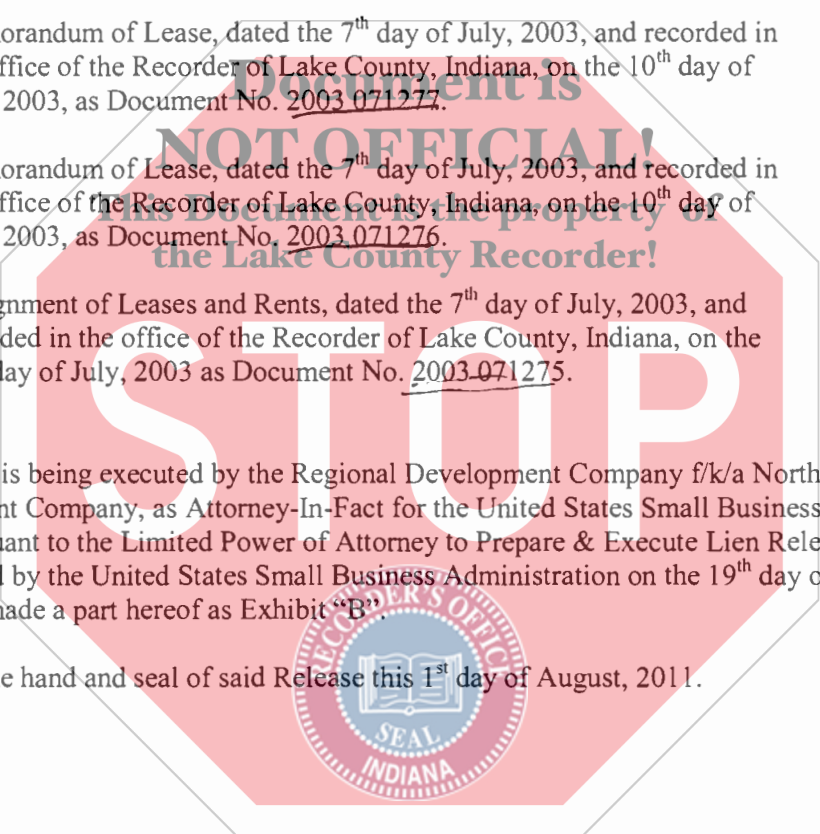 orandum of Lease, dated the 7th day of July, 2003, and recorded in
ffice of the Recorder of Lake County, Indiana, on the 10th day of
2003, as Document No. 2003 071277.
Document is
NOT OFFICIAL!
orandum of Lease, dated the 7th day of July, 2003, and recorded in
ffice of the Recorder of Lake County, Indiana, on the 10th day of
This Document is the property of
2003, as Document No. 2003 071276.
the Lake County Recorder!
gnment of Leases and Rents, dated the 7th day of July, 2003, and
ded in the office of the Recorder of Lake County, Indiana, on the
lay of July, 2003 as Document No. 2003 071275.
STOP
is being executed by the Regional Development Company f/k/a North
nt Company, as Attorney-In-Fact for the United States Small Business
uant to the Limited Power of Attorney to Prepare & Execute Lien Rele
d by the United States Small Business Administration on the 19th day o
nade a part hereof as Exhibit “B”.
e hand and seal of said Release this 1st day of August, 2011.
RECORDER'S OFFICE
SEAL
INDIANA